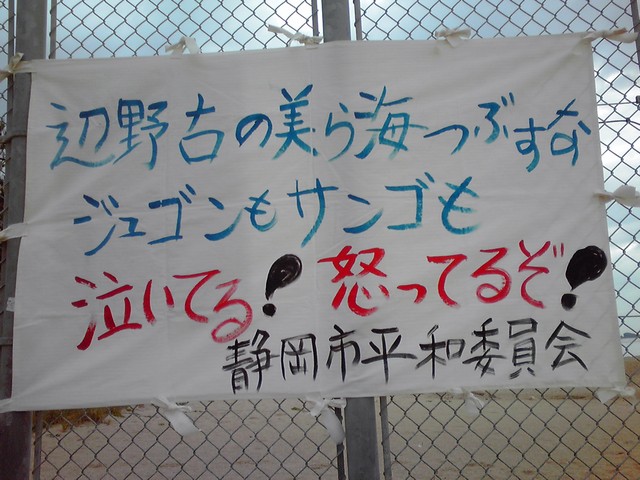 辺野古の美ら海つぶすな
ジュゴンもサンゴも
泣いてる! 怒ってるぞ!
静岡市平和委員会